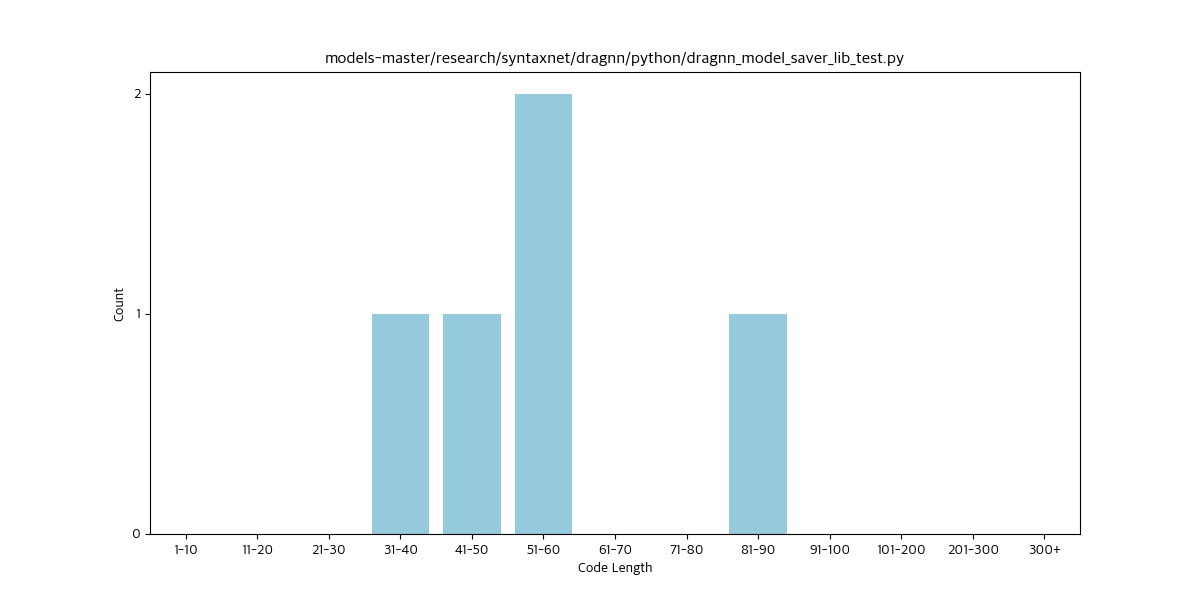 models-master/research/syntaxnet/dragnn/python/dragnn_model_saver_lib_test.py
2
1
0
Count
1-10 11-20 21-30 31-40 41-50 51-60 61-70 71-80 81-90 91-100 101-200 201-300 300+
Code Length